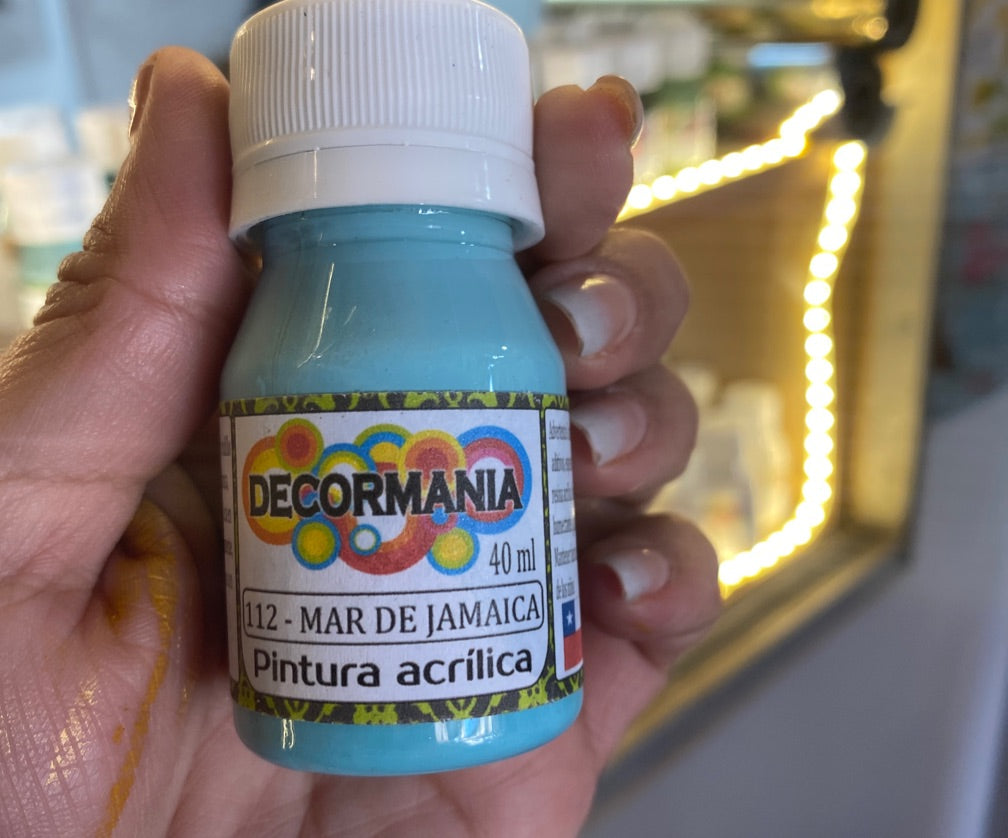 DECORMANIA
40 ml
112 - MAR DE JAMAICA
Pintura acrílica